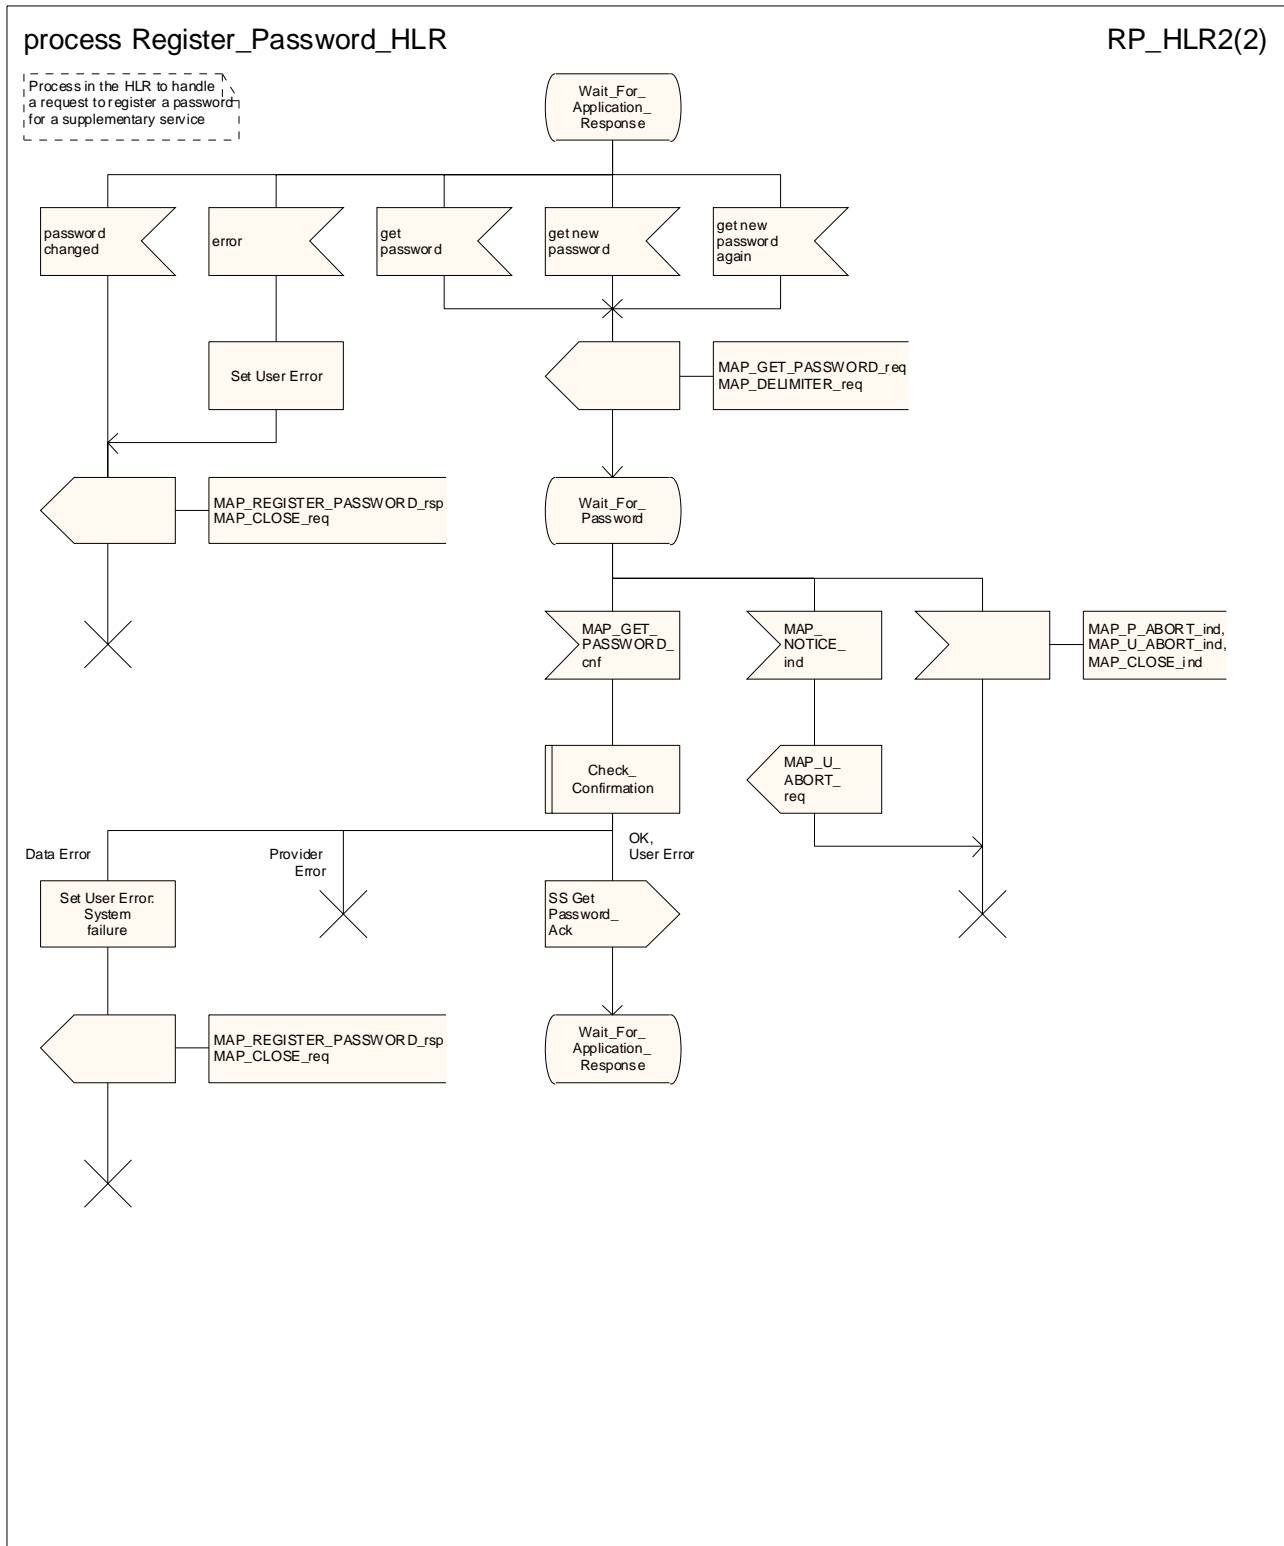 process Register_Password_HLR
RP_HLR2(2)
Process in the HLR to handle
a request to register a password
for a supplementary service
Wait_For_
Application_
Response
password
changed
error
get
password
get new
password
get new
password
again
Set User Error
MAP_GET_PASSWORD_req
MAP_DELIMITER_req
MAP_REGISTER_PASSWORD_rsp
MAP_CLOSE_req
Wait_For_
Password
MAP_GET_
PASSWORD_
cnf
MAP_
NOTICE_
ind
MAP_P_ABORT_ind,
MAP_U_ABORT_ind,
MAP_CLOSE_ind
Check_
Confirmation
MAP_U_
ABORT_
req
Data Error
Provider
Error
OK,
User Error
Set User Error:
System
failure
SS Get
Password_
Ack
MAP_REGISTER_PASSWORD_rsp
MAP_CLOSE_req
Wait_For_
Application_
Response